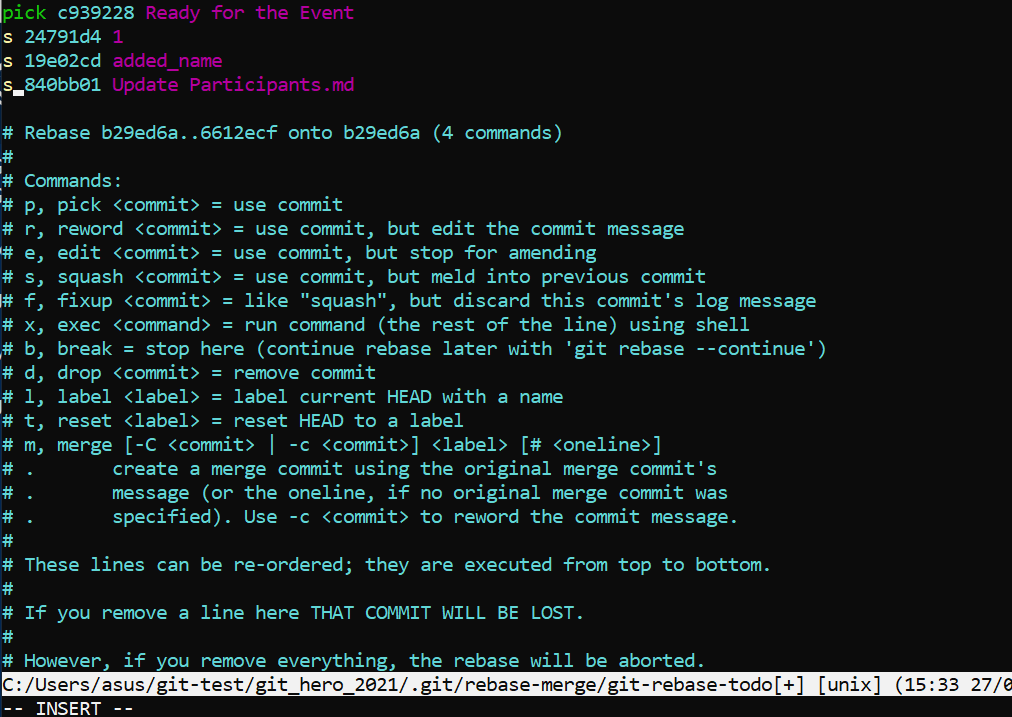 pick c939228 Ready for the Event
s 24791d4 1
s 19e02cd added_name
s 840bb01 Update Participants.md
# Rebase b29ed6a..6612ecf onto b29ed6a (4 commands)
#
# Commands:
# p, pick <commit> = use commit
# r, reword <commit> = use commit, but edit the commit message
# e, edit <commit> = use commit, but stop for amending
# s, squash <commit> = use commit, but meld into previous commit
# f, fixup <commit> = like "squash", but discard this commit's log message
# x, exec <command> = run command (the rest of the line) using shell
# b, break = stop here (continue rebase later with 'git rebase --continue')
# d, drop <commit> = remove commit
# l, label <label> = label current HEAD with a name
# t, reset <label> = reset HEAD to a label
# m, merge [-C <commit> | -c <commit>] <label> [# <oneline>]
# .       create a merge commit using the original merge commit's
# .       message (or the oneline, if no original merge commit was
# .       specified). Use -c <commit> to reword the commit message.
#
# These lines can be re-ordered; they are executed from top to bottom.
#
# If you remove a line here THAT COMMIT WILL BE LOST.
#
# However, if you remove everything, the rebase will be aborted.
C:/Users/asus/git-test/git_hero_2021/.git/rebase-merge/git-rebase-todo[+] [unix] (15:33 27/0
-- INSERT --